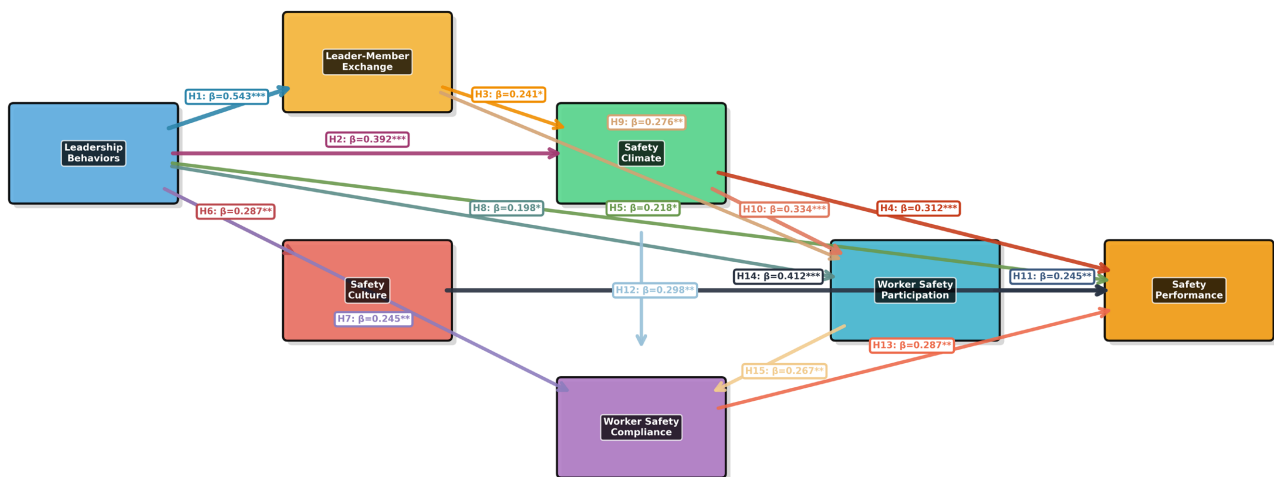 Leader-Member
Exchange
H1: β=0.543***
H3: β=0.241*
H9: β=0.276**
H2: β=0.392***
Leadership
Behaviors
Safety
Climate
H6: β=0.287**
H8: β=0.198*
H5: β=0.218*
H10: β=0.334***
H4: β=0.312***
H14: β=0.412***
H11: β=0.245**
Safety
Culture
H12: β=0.298**
Worker Safety
Participation
Safety
Performance
H7: β=0.245**
H13: β=0.287**
H15: β=0.267**
Worker Safety
Compliance